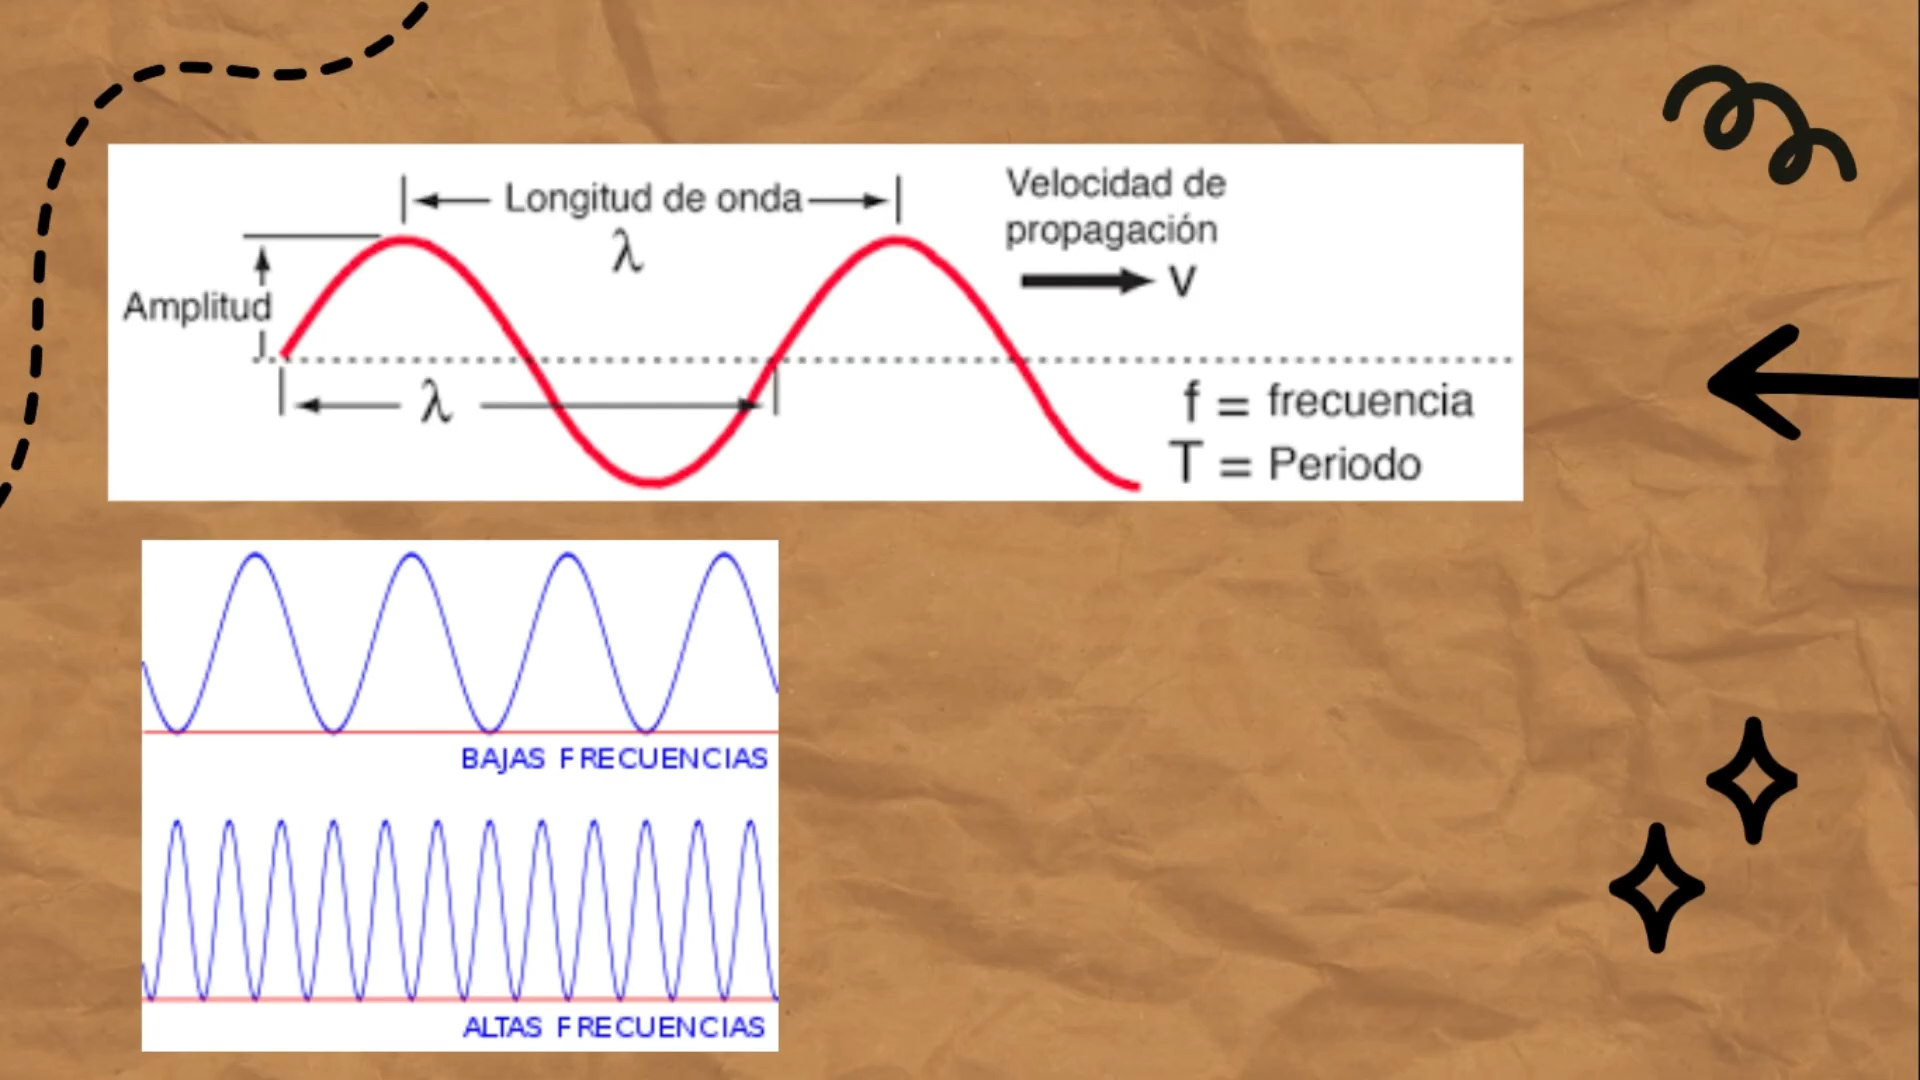 Longitud de onda
λ
Velocidad de
propagación
V
Amplitud
λ
f = frecuencia
T = Periodo
BAJAS FRECUENCIAS
ALTAS FRECUENCIAS